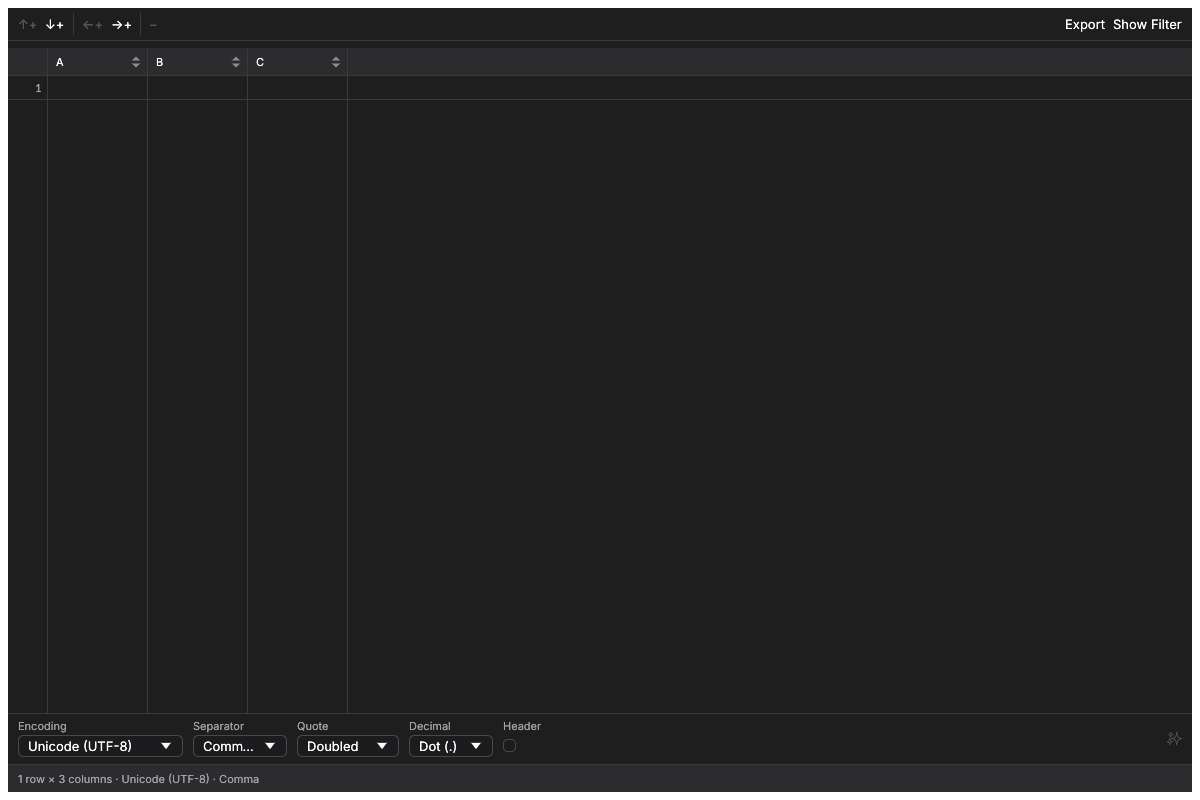 ↑+ ↓+ ←+ →+ − Export Show Filter
A B C
1
Encoding Separator Quote Decimal Header
Unicode (UTF-8) Comm... Doubled Dot (.)
1 row × 3 columns · Unicode (UTF-8) · Comma